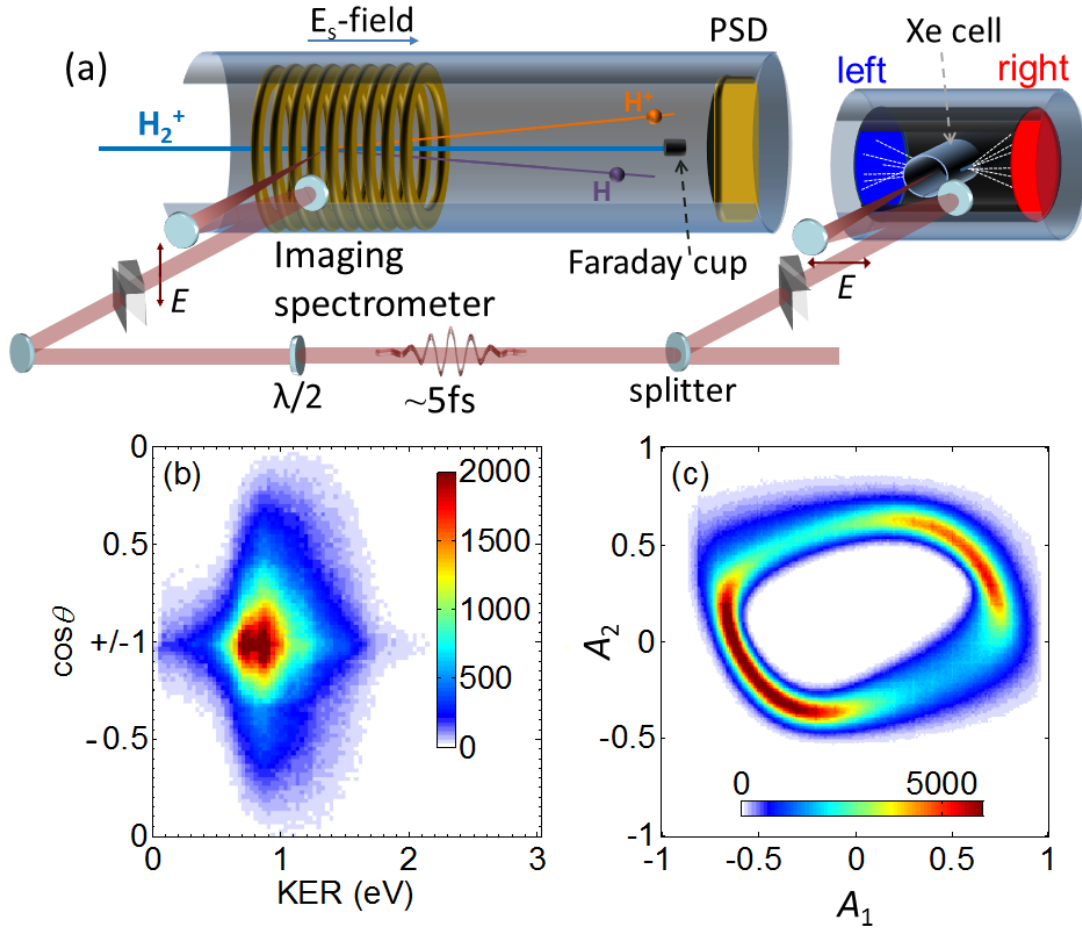 (a)
E_s-field
PSD
Xe cell
left
right
H₂⁺
H⁺
H
Faraday cup
E
Imaging
spectrometer
E
λ/2
~5fs
splitter
(b)
0
0.5
+/-1
-0.5
0
cosθ
0 1 2 3
KER (eV)
2000
1500
1000
500
0
(c)
1
0.5
0
-0.5
-1
A₂
0 5000
-1 -0.5 0 0.5 1
A₁